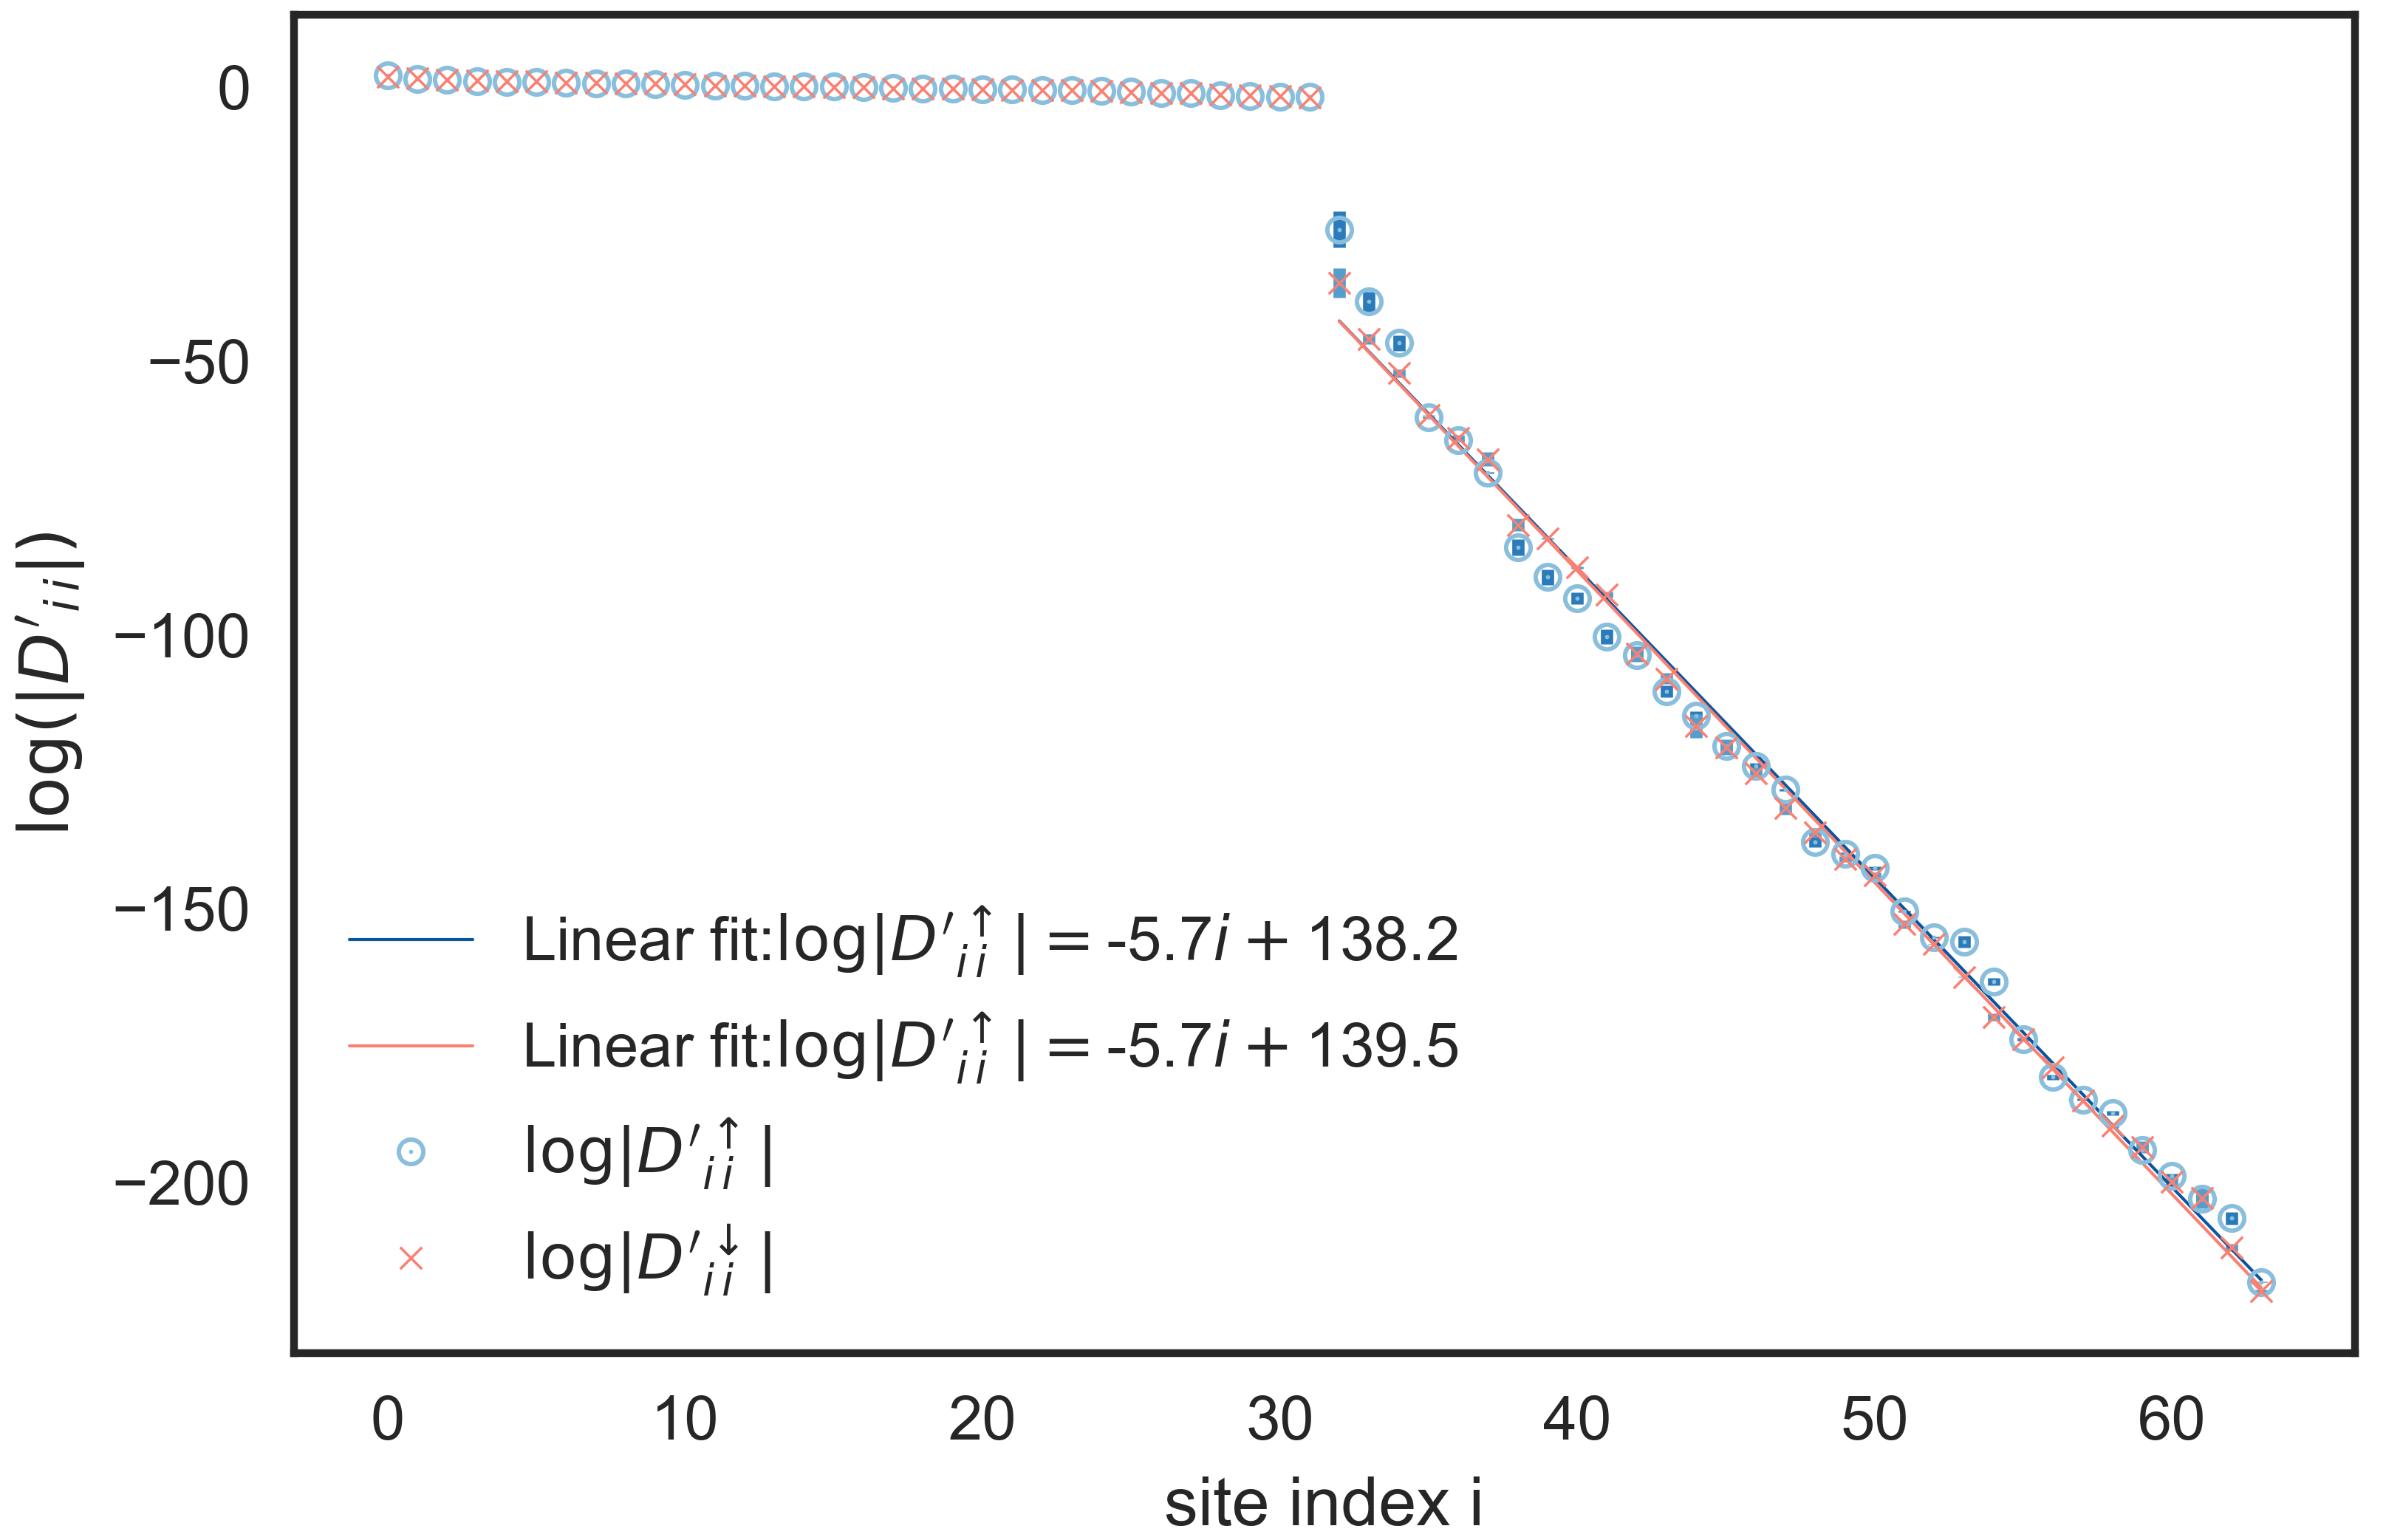 0
−50
−100
−150
−200
log(|D′ii|)
Linear fit:log|D′↑ii| = -5.7i + 138.2
Linear fit:log|D′↑ii| = -5.7i + 139.5
log|D′↑ii|
log|D′↓ii|
0 10 20 30 40 50 60
site index i